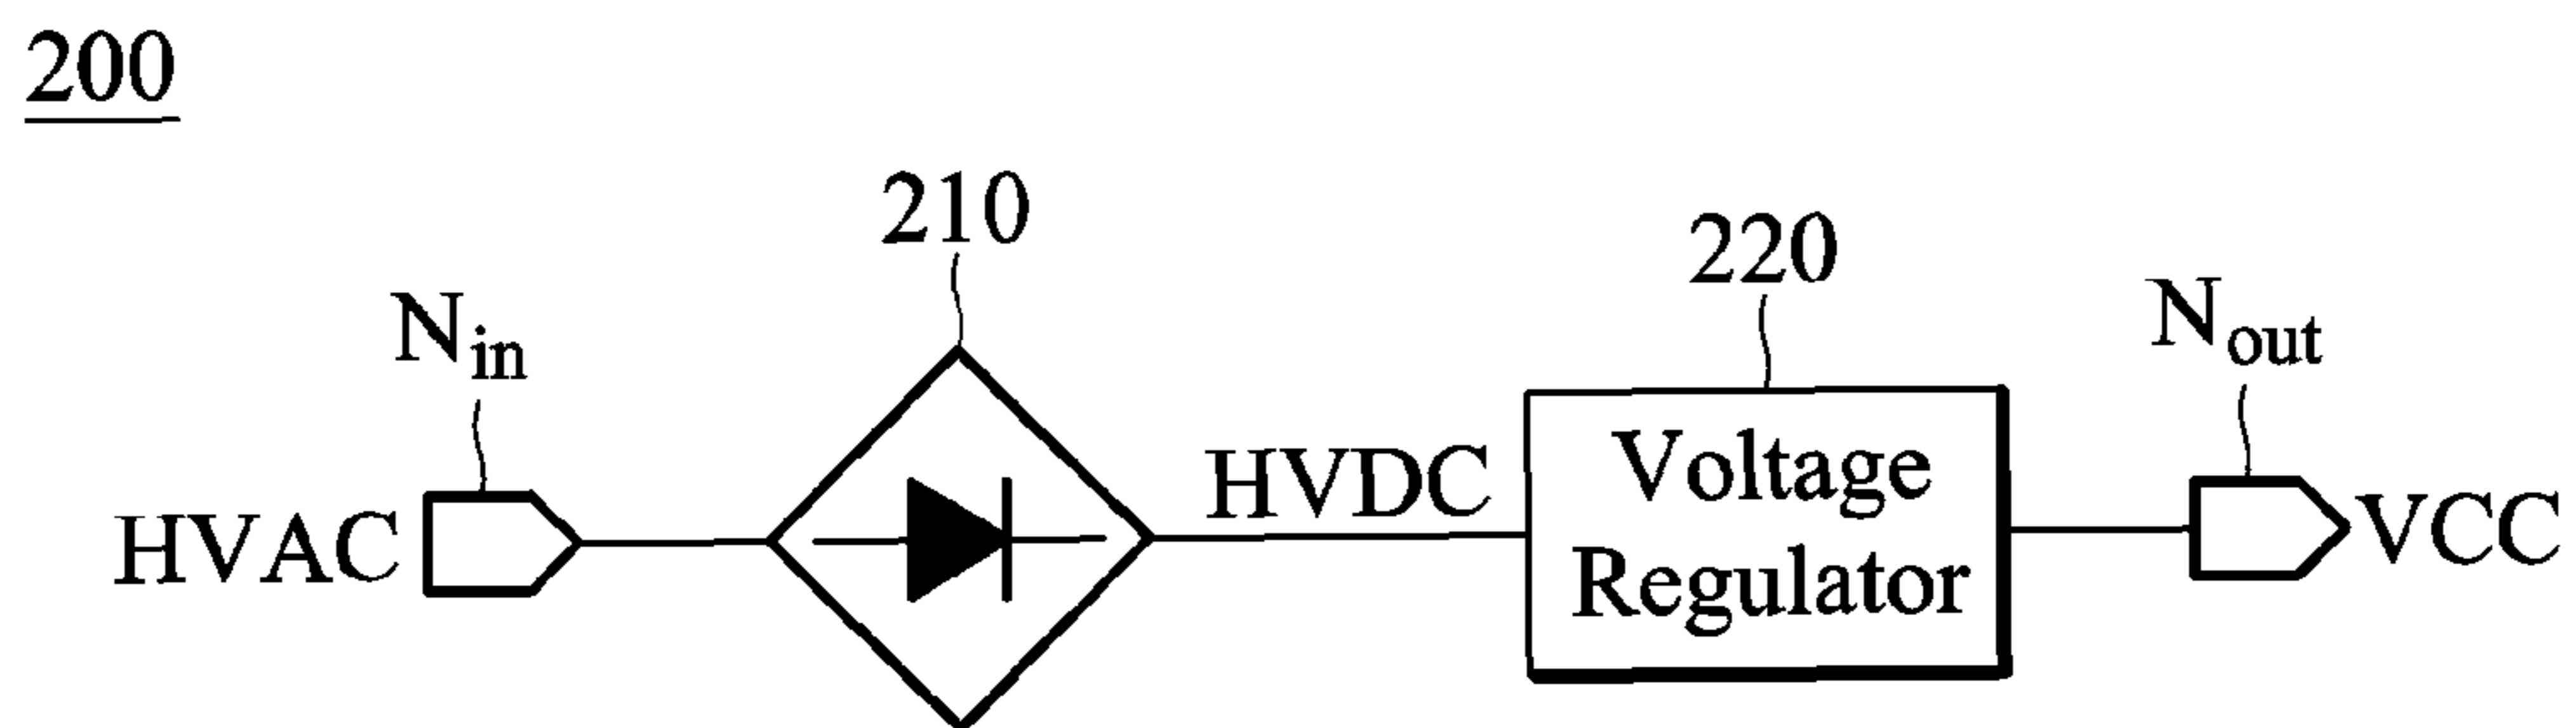 200
210
220
Nin
Nout
HVAC
HVDC
Voltage
Regulator
VCC